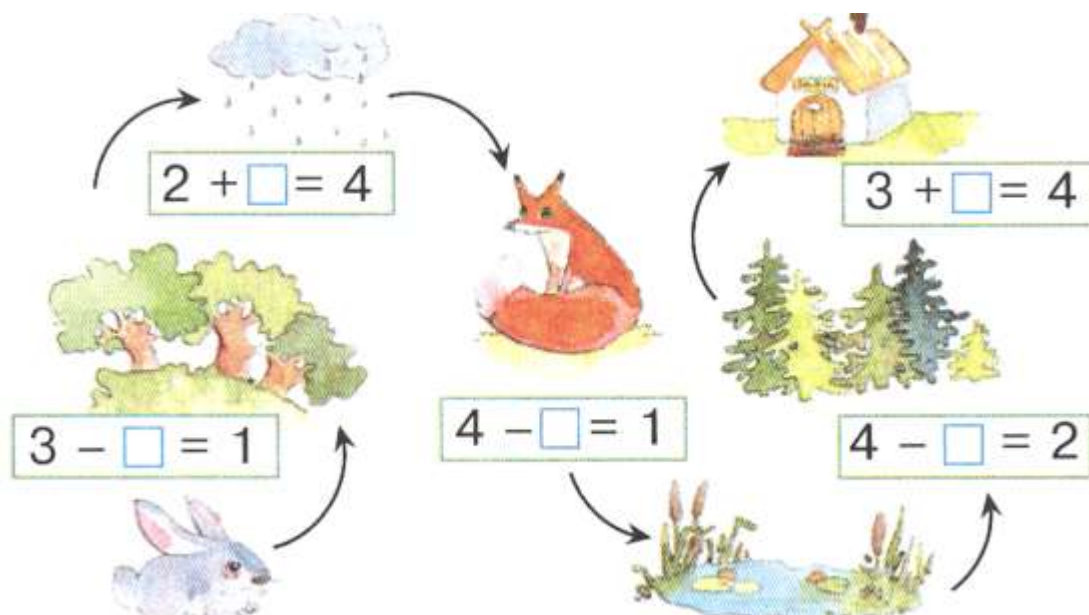 2 + □ = 4
3 + □ = 4
3 − □ = 1
4 − □ = 1
4 − □ = 2